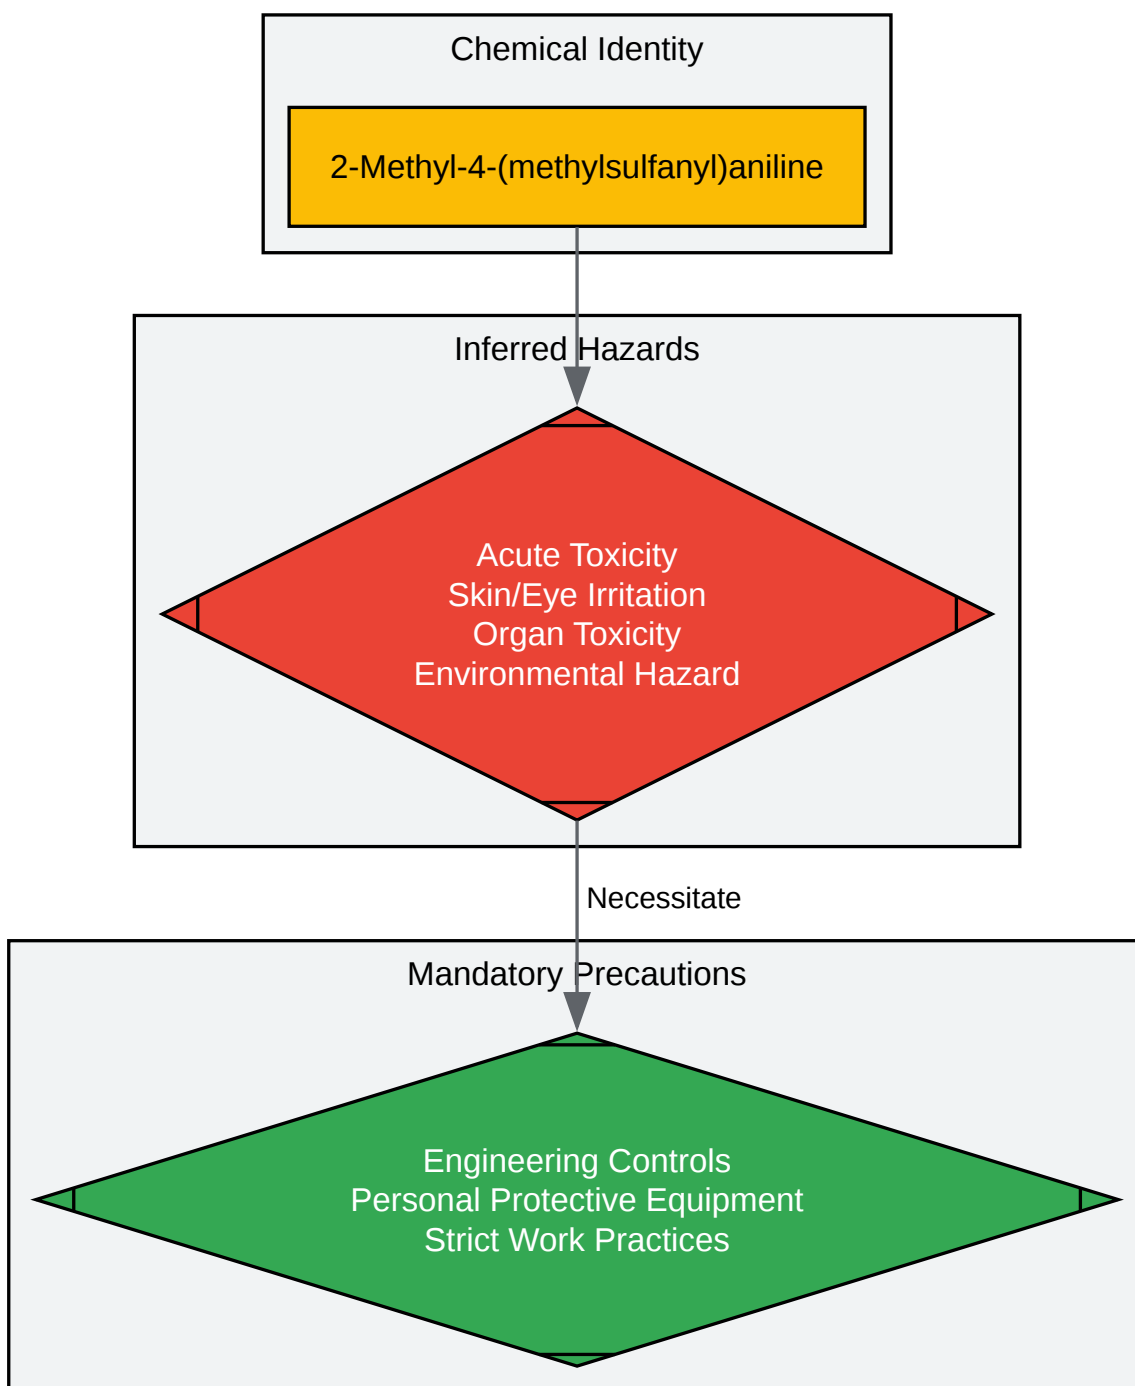 Chemical Identity
2-Methyl-4-(methylsulfanyl)aniline
Inferred Hazards
Acute Toxicity
Skin/Eye Irritation
Organ Toxicity
Environmental Hazard
Necessitate
Mandatory Precautions
Engineering Controls
Personal Protective Equipment
Strict Work Practices